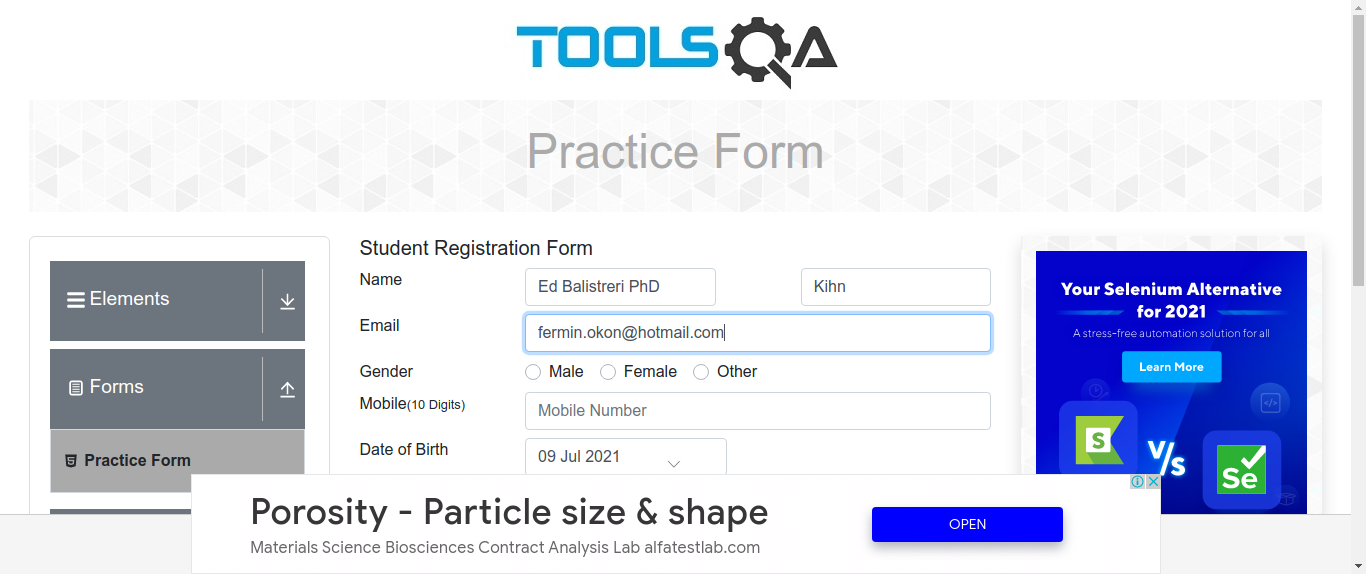 TOOLSQA
Practice Form
Elements
Forms
Practice Form
Student Registration Form
Name
Ed Balistreri PhD
Kihn
Email
fermin.okon@hotmail.com
Gender
Male
Female
Other
Mobile(10 Digits)
Mobile Number
Date of Birth
09 Jul 2021
Your Selenium Alternative
for 2021
A stress-free automation solution for all
Learn More
S
V/s
Se
Porosity - Particle size & shape
Materials Science Biosciences Contract Analysis Lab alfatestlab.com
OPEN